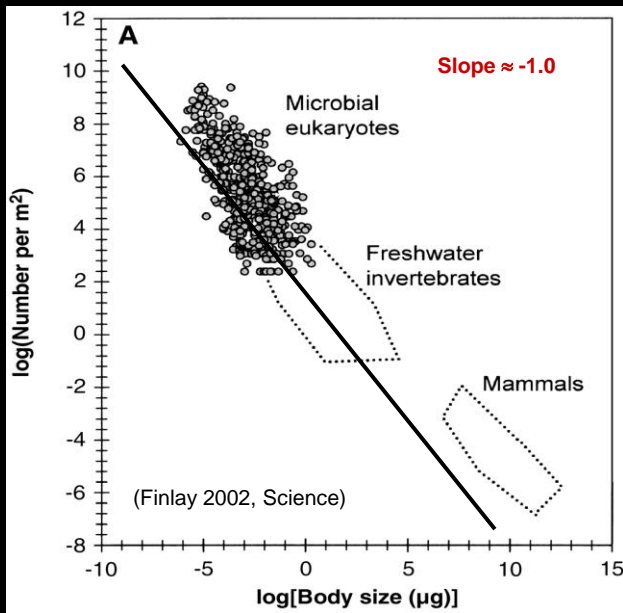 A
Slope ≈ -1.0
Microbial
eukaryotes
Freshwater
invertebrates
Mammals
(Finlay 2002, Science)
log(Number per m²)
12
10
8
6
4
2
0
-2
-4
-6
-8
-10
-5
0
5
10
15
log[Body size (µg)]